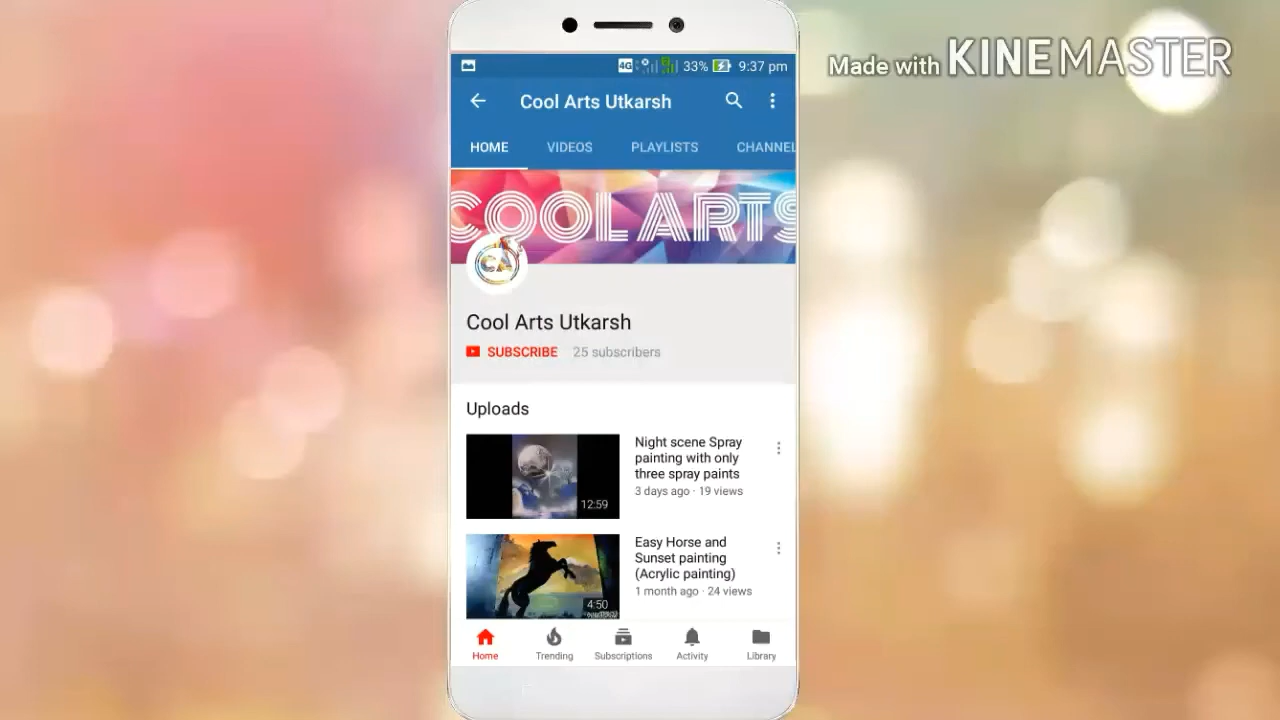 Made with KINEMASTER
4G 33% 9:37 pm
Cool Arts Utkarsh
HOME VIDEOS PLAYLISTS CHANNEL
COOL ARTS
CA
Cool Arts Utkarsh
SUBSCRIBE 25 subscribers
Uploads
Night scene Spray
painting with only
three spray paints
3 days ago · 19 views
12:59
Easy Horse and
Sunset painting
(Acrylic painting)
1 month ago · 24 views
4:50
Home Trending Subscriptions Activity Library